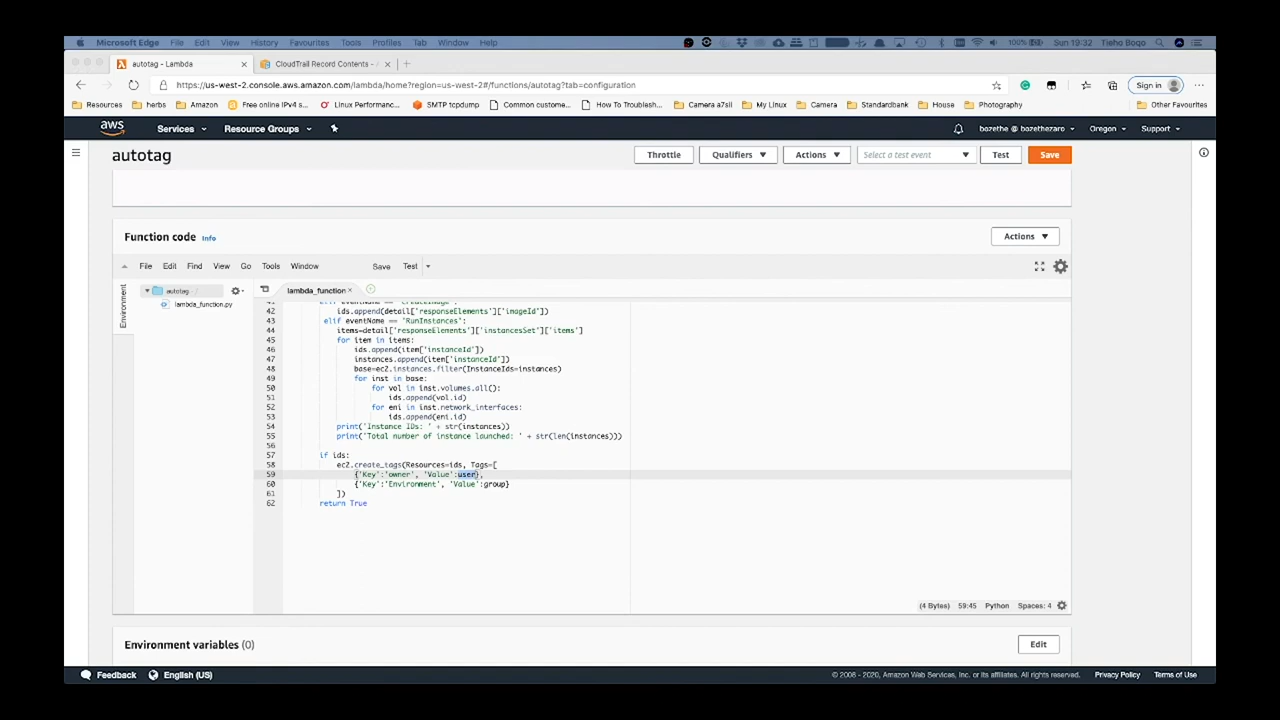 Microsoft Edge File Edit View History Favourites Tools Profiles Tab Window Help 100% Sun 19:32 Tieho Boqo
autotag - Lambda × CloudTrail Record Contents - × +
https://us-west-2.console.aws.amazon.com/lambda/home?region=us-west-2#/functions/autotag?tab=configuration Sign in
Resources herbs Amazon Free online IPv4 s... Linux Performanc... SMTP tcpdump Common custome... How To Troublesh... Camera a7sii My Linux Camera Standardbank House Photography Other Favourites
aws Services Resource Groups bozethe @ bozethezaro Oregon Support
autotag Throttle Qualifiers Actions Select a test event Test Save
Function code Info Actions
File Edit Find View Go Tools Window Save Test
Environment
autotag - /
lambda_function.py
lambda_function ×
41 elif eventName == 'CreateImage':
42 ids.append(detail['responseElements']['imageId'])
43 elif eventName == 'RunInstances':
44 items=detail['responseElements']['instancesSet']['items']
45 for item in items:
46 ids.append(item['instanceId'])
47 instances.append(item['instanceId'])
48 base=ec2.instances.filter(InstanceIds=instances)
49 for inst in base:
50 for vol in inst.volumes.all():
51 ids.append(vol.id)
52 for eni in inst.network_interfaces:
53 ids.append(eni.id)
54 print('Instance IDs: ' + str(instances))
55 print('Total number of instance launched: ' + str(len(instances)))
56
57 if ids:
58 ec2.create_tags(Resources=ids, Tags=[
59 {'Key':'owner', 'Value':user},
60 {'Key':'Environment', 'Value':group}
61 ])
62 return True
(4 Bytes) 59:45 Python Spaces: 4
Environment variables (0) Edit
Feedback English (US) © 2008 - 2020, Amazon Web Services, Inc. or its affiliates. All rights reserved. Privacy Policy Terms of Use